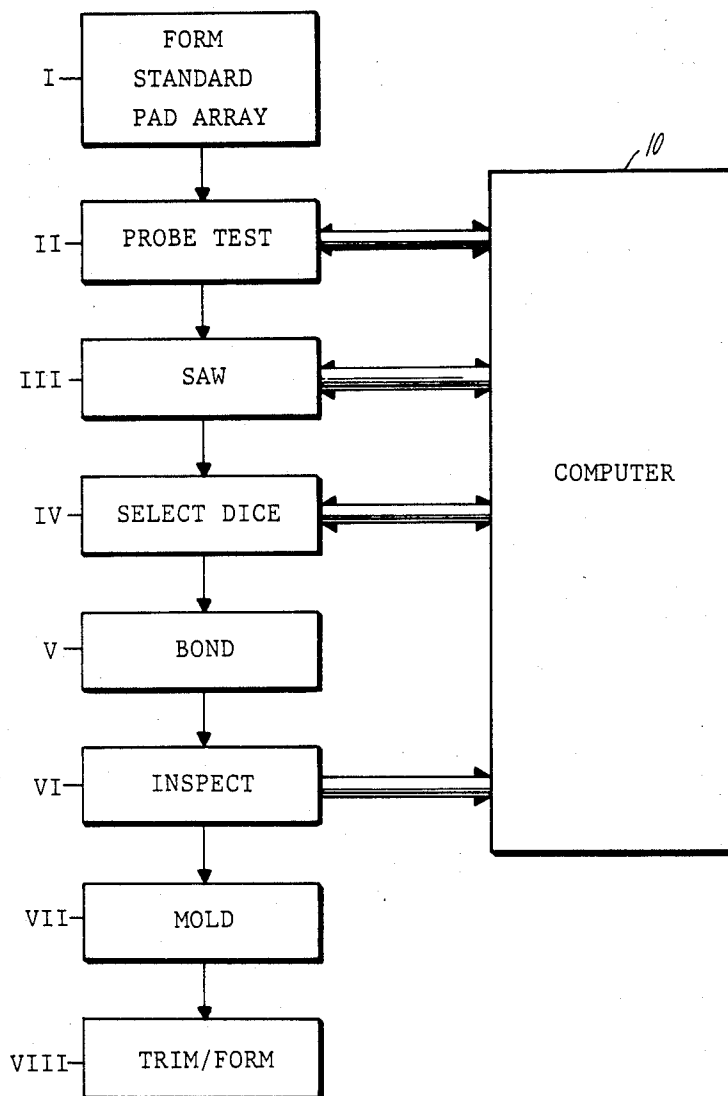 I
FORM
STANDARD
PAD ARRAY
10
II
PROBE TEST
III
SAW
IV
SELECT DICE
COMPUTER
V
BOND
VI
INSPECT
VII
MOLD
VIII
TRIM/FORM